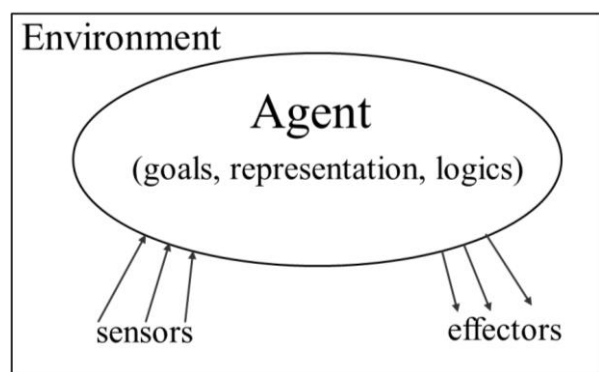 Environment
Agent
(goals, representation, logics)
sensors
effectors